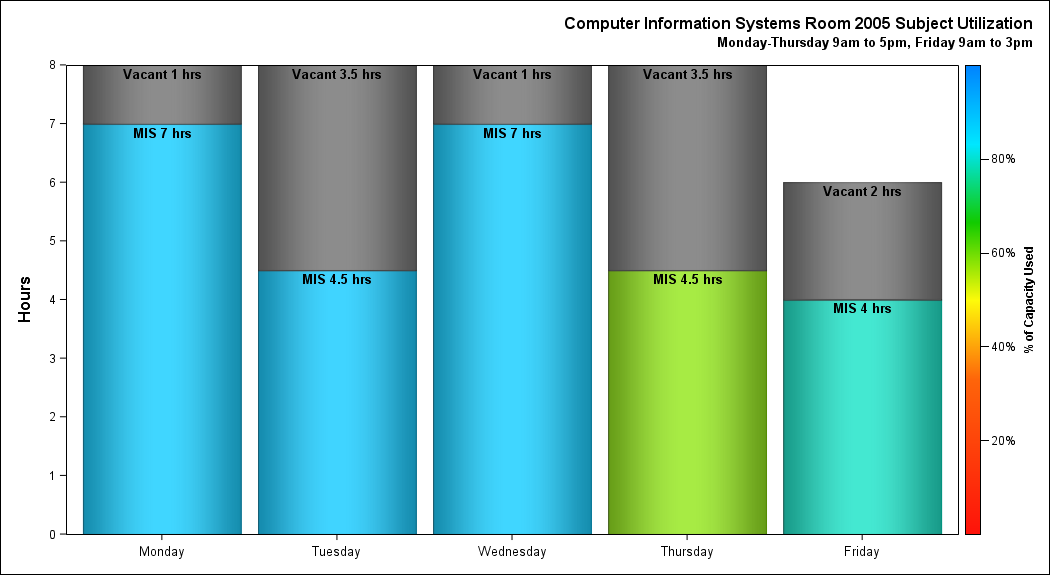 Computer Information Systems Room 2005 Subject Utilization
Monday-Thursday 9am to 5pm, Friday 9am to 3pm
Hours
8
7
6
5
4
3
2
1
0
Vacant 1 hrs
MIS 7 hrs
Vacant 3.5 hrs
MIS 4.5 hrs
Vacant 1 hrs
MIS 7 hrs
Vacant 3.5 hrs
MIS 4.5 hrs
Vacant 2 hrs
MIS 4 hrs
Monday
Tuesday
Wednesday
Thursday
Friday
80%
60%
40%
20%
% of Capacity Used